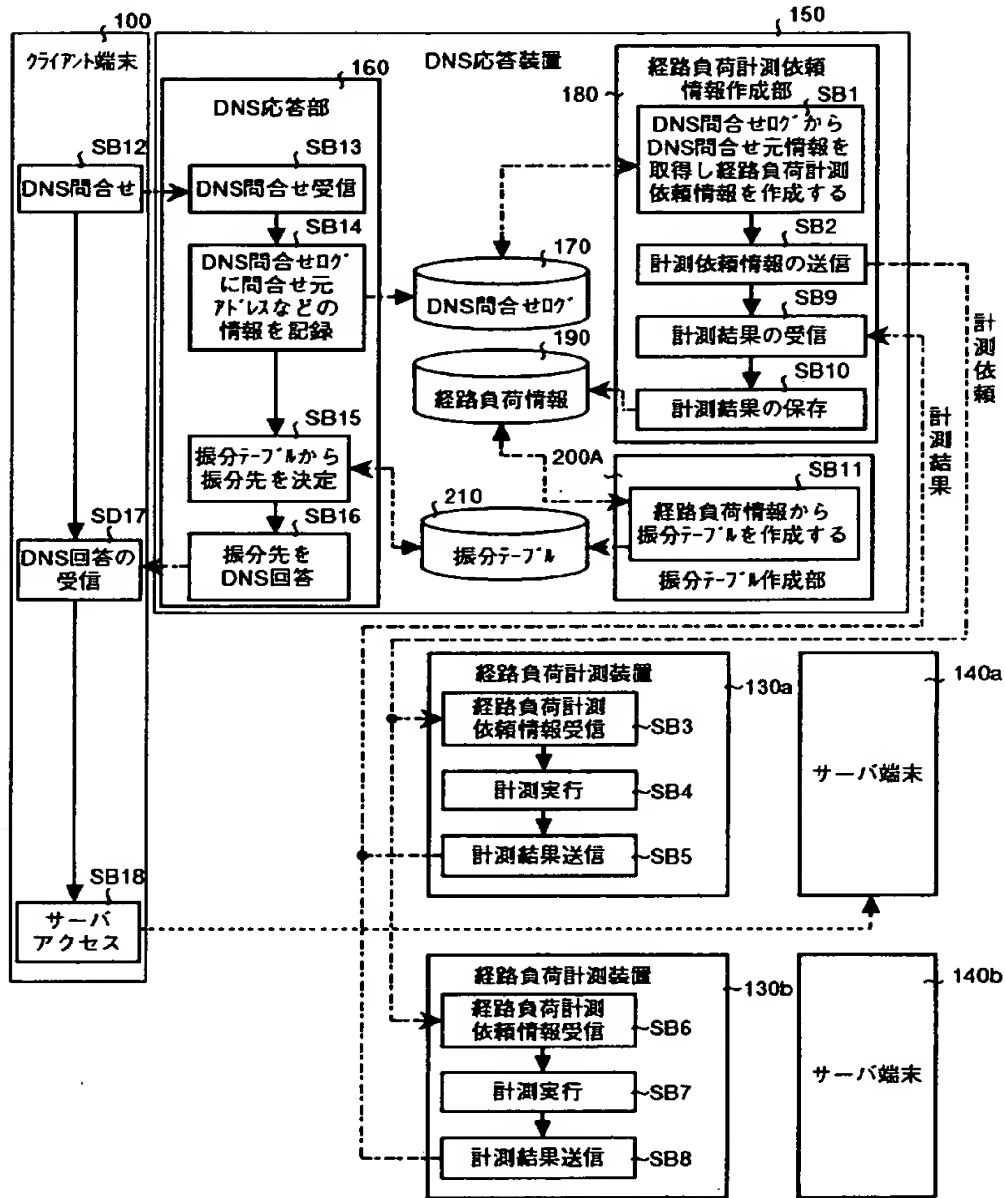 100
クライアント端末
SB12
DNS問合せ
SD17
DNS回答の
受信
SB18
サーバ
アクセス
150
DNS応答装置
160
DNS応答部
SB13
DNS問合せ受信
SB14
DNS問合せログ
に問合せ元
アドレスなどの
情報を記録
SB15
振分テーブルから
振分先を決定
SB16
振分先を
DNS回答
170
DNS問合せログ
190
経路負荷情報
210
振分テーブル
180
経路負荷計測依頼
情報作成部
SB1
DNS問合せログから
DNS問合せ元情報を
取得し経路負荷計測
依頼情報を作成する
SB2
計測依頼情報の送信
SB9
計測結果の受信
SB10
計測結果の保存
200A
SB11
経路負荷情報から
振分テーブルを作成する
振分テーブル作成部
計測依頼
計測結果
経路負荷計測装置
130a
経路負荷計測
依頼情報受信
SB3
計測実行
SB4
計測結果送信
SB5
140a
サーバ端末
経路負荷計測装置
130b
経路負荷計測
依頼情報受信
SB6
計測実行
SB7
計測結果送信
SB8
140b
サーバ端末